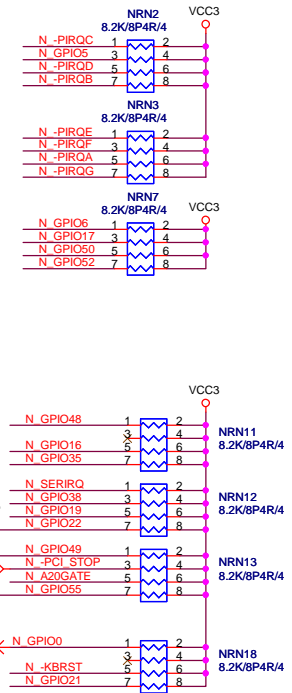 NRN2
VCC3
8.2K/8P4R/4
N_-PIRQC 1 2
N_GPIO5 3 4
N_-PIRQD 5 6
N_-PIRQB 7 8
NRN3
8.2K/8P4R/4
N_-PIRQE 1 2
N_-PIRQF 3 4
N_-PIRQA 5 6
N_-PIRQG 7 8
NRN7
8.2K/8P4R/4
VCC3
N_GPIO6 1 2
N_GPIO17 3 4
N_GPIO50 5 6
N_GPIO52 7 8
VCC3
N_GPIO48 1 2
3 4 NRN11
N_GPIO16 5 6 8.2K/8P4R/4
N_GPIO35 7 8
N_SERIRQ 1 2
N_GPIO38 3 4 NRN12
N_GPIO19 5 6 8.2K/8P4R/4
N_GPIO22 7 8
N_GPIO49 1 2
N_-PCI_STOP 3 4 NRN13
N_A20GATE 5 6 8.2K/8P4R/4
N_GPIO55 7 8
N_GPIO0 1 2
3 4 NRN18
N_-KBRST 5 6 8.2K/8P4R/4
N_GPIO21 7 8